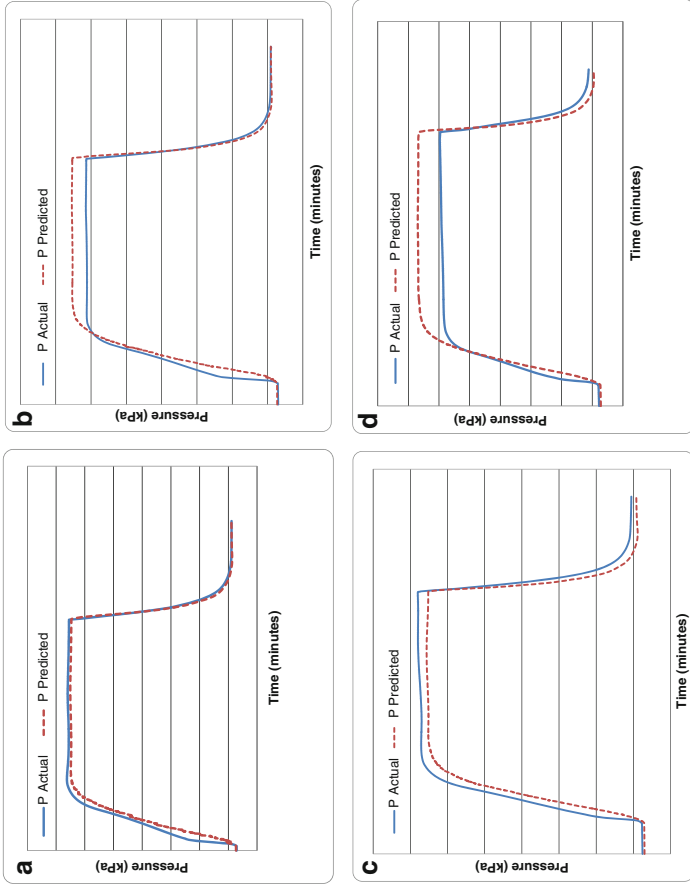 a
P Actual P Predicted
Pressure (kPa)
Time (minutes)
b
P Actual P Predicted
Pressure (kPa)
Time (minutes)
c
P Actual P Predicted
Pressure (kPa)
Time (minutes)
d
P Actual P Predicted
Pressure (kPa)
Time (minutes)